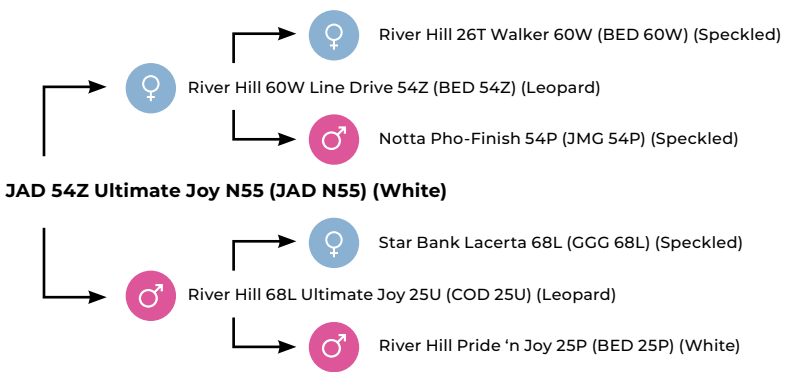 River Hill 26T Walker 60W (BED 60W) (Speckled)
River Hill 60W Line Drive 54Z (BED 54Z) (Leopard)
Notta Pho-Finish 54P (JMG 54P) (Speckled)
JAD 54Z Ultimate Joy N55 (JAD N55) (White)
Star Bank Lacerta 68L (GGG 68L) (Speckled)
River Hill 68L Ultimate Joy 25U (COD 25U) (Leopard)
River Hill Pride ‘n Joy 25P (BED 25P) (White)